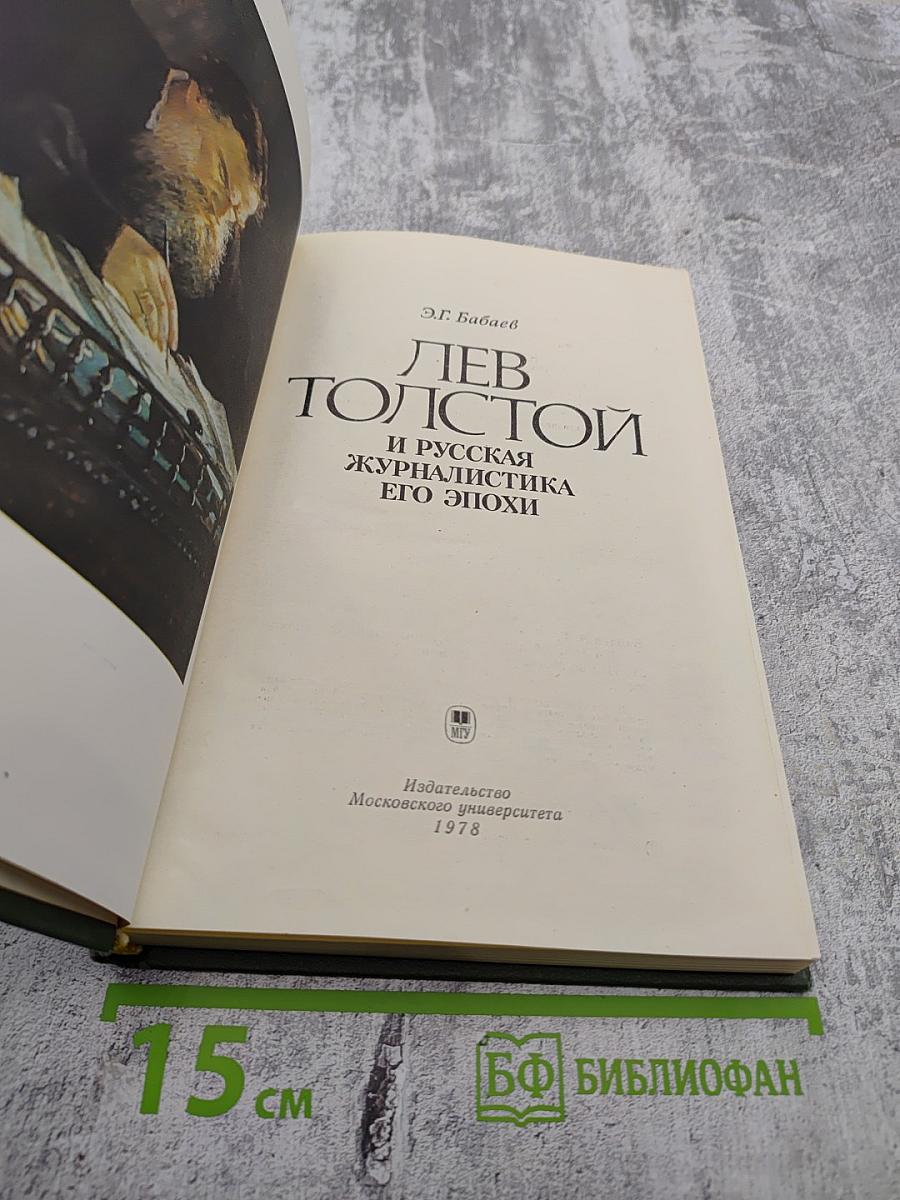 Э.Г. Бабаев
ЛЕВ
ТОЛСТОЙ
И РУССКАЯ
ЖУРНАЛИСТИКА
ЕГО ЭПОХИ
МГУ
Издательство
Московского университета
1978
15 см
БФ БИБЛИОФАН